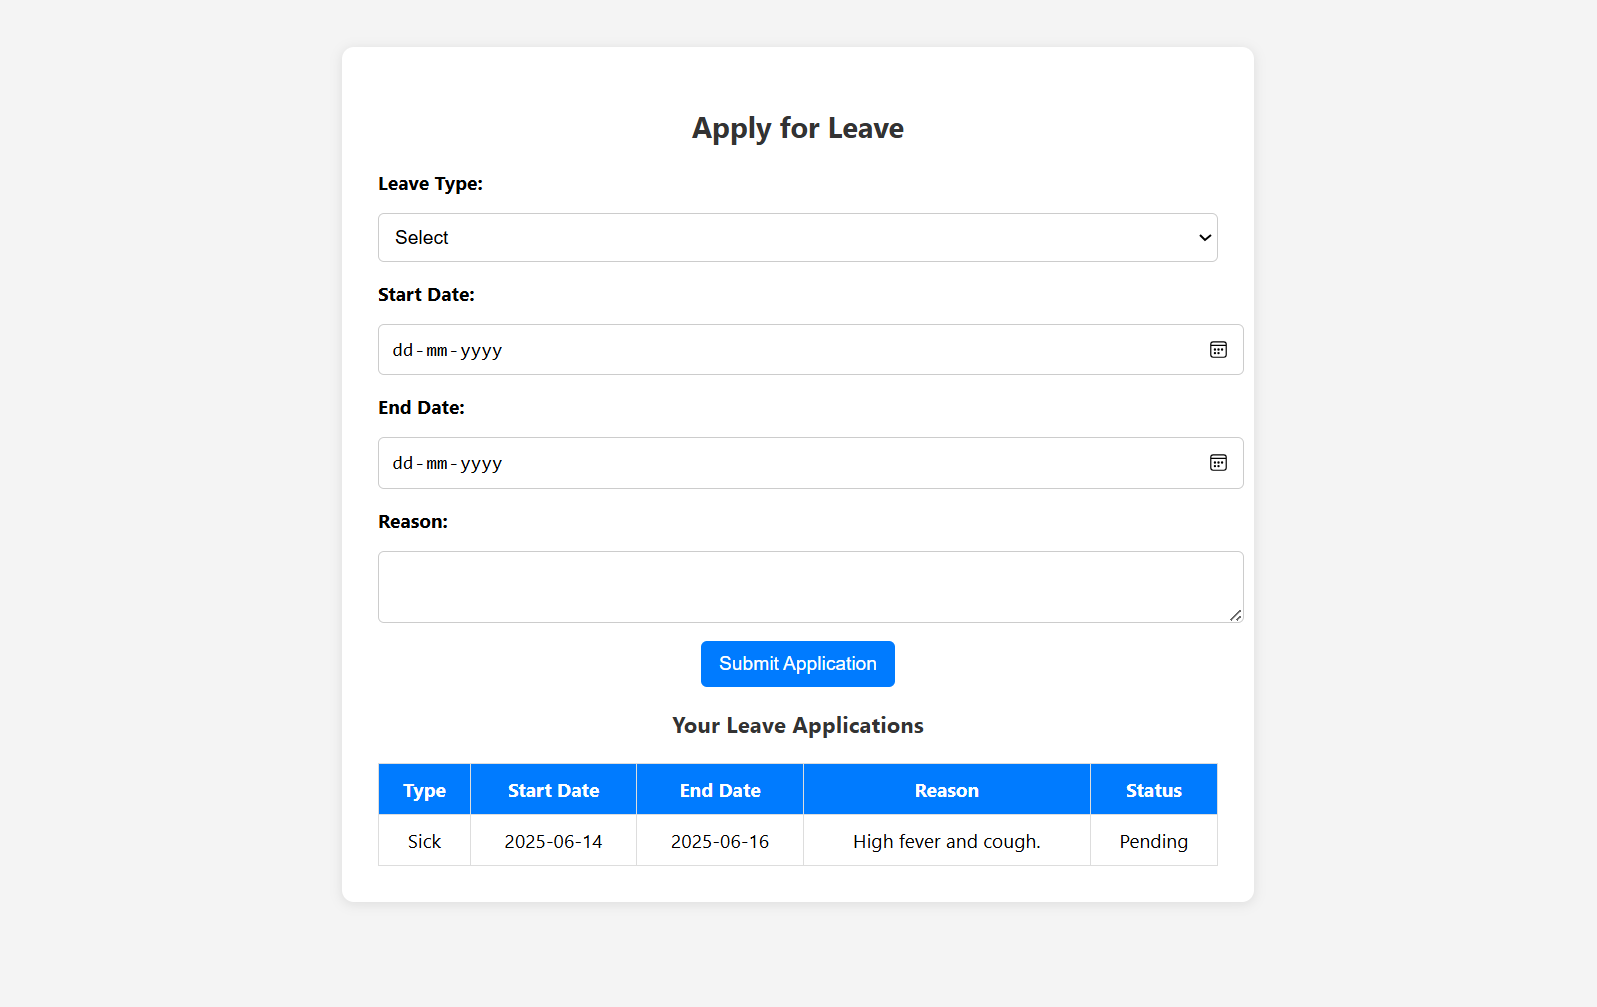 Apply for Leave
Leave Type:
Select
Start Date:
dd-mm-yyyy
End Date:
dd-mm-yyyy
Reason:
Submit Application
Your Leave Applications
Type Start Date End Date Reason Status
Sick 2025-06-14 2025-06-16 High fever and cough. Pending